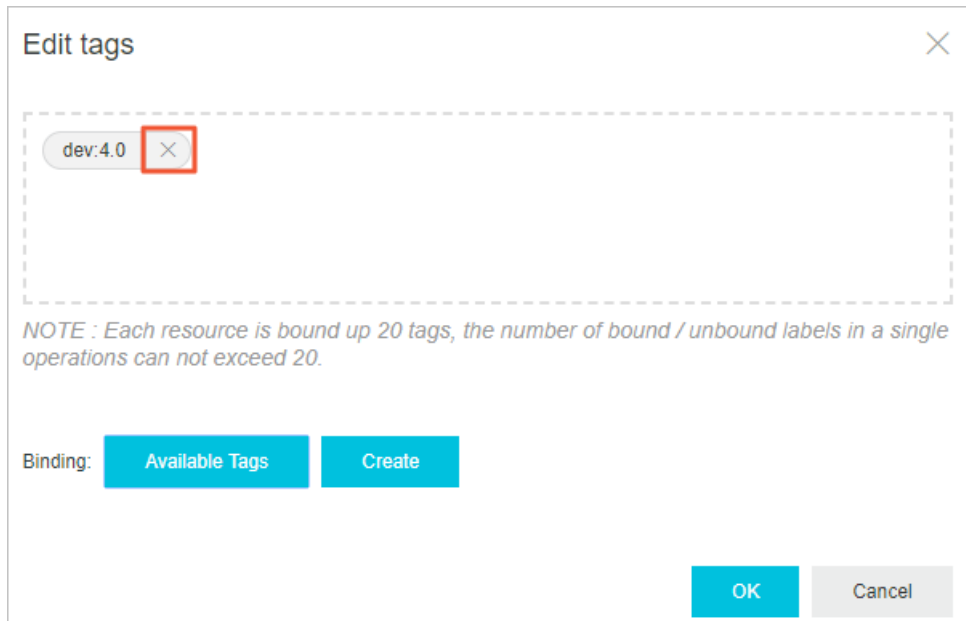 Edit tags
dev:4.0
NOTE : Each resource is bound up 20 tags, the number of bound / unbound labels in a single
operations can not exceed 20.
Binding: Available Tags Create
OK Cancel